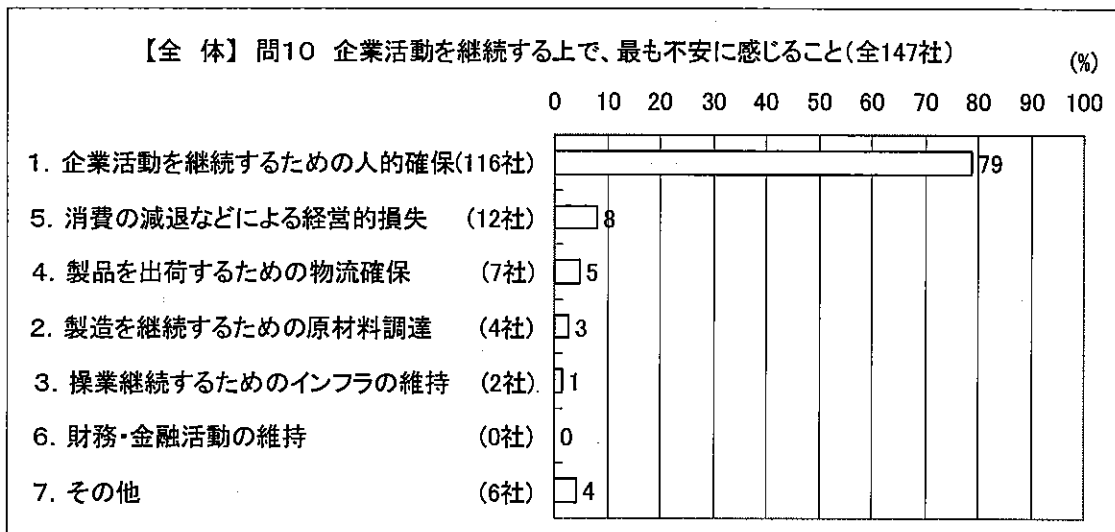 【全　体】 問10　企業活動を継続する上で、最も不安に感じること(全147社)
(%)
0 10 20 30 40 50 60 70 80 90 100
1. 企業活動を継続するための人的確保(116社) 79
5. 消費の減退などによる経営的損失 (12社) 8
4. 製品を出荷するための物流確保 (7社) 5
2. 製造を継続するための原材料調達 (4社) 3
3. 操業継続するためのインフラの維持 (2社) 1
6. 財務・金融活動の維持 (0社) 0
7. その他 (6社) 4